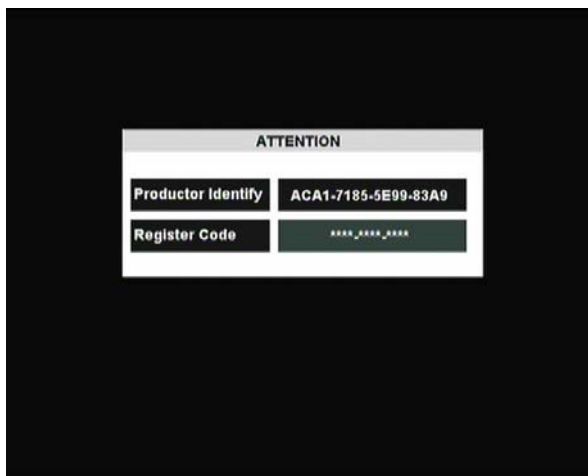 ATTENTION
Productor Identify ACA1-7185-5E99-83A9
Register Code ****-****-****